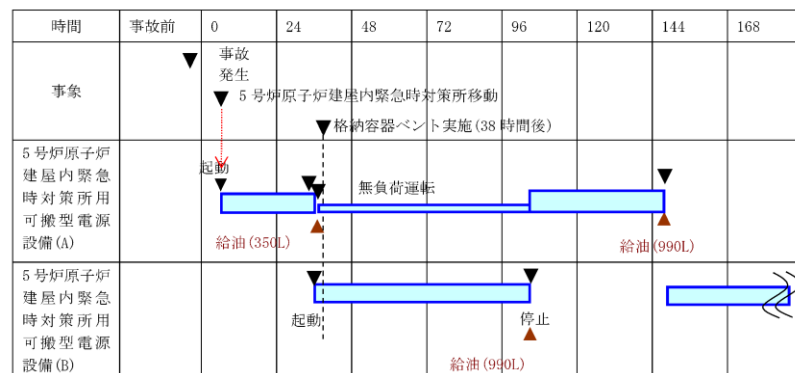 時間 事故前 0 24 48 72 96 120 144 168
事象
事故
発生
5号炉原子炉建屋内緊急時対策所移動
格納容器ベント実施(38時間後)
5号炉原子炉
建屋内緊急
時対策所用
可搬型電源
設備(A)
起動
無負荷運転
給油(350L)
給油(990L)
5号炉原子炉
建屋内緊急
時対策所用
可搬型電源
設備(B)
起動
停止
給油(990L)